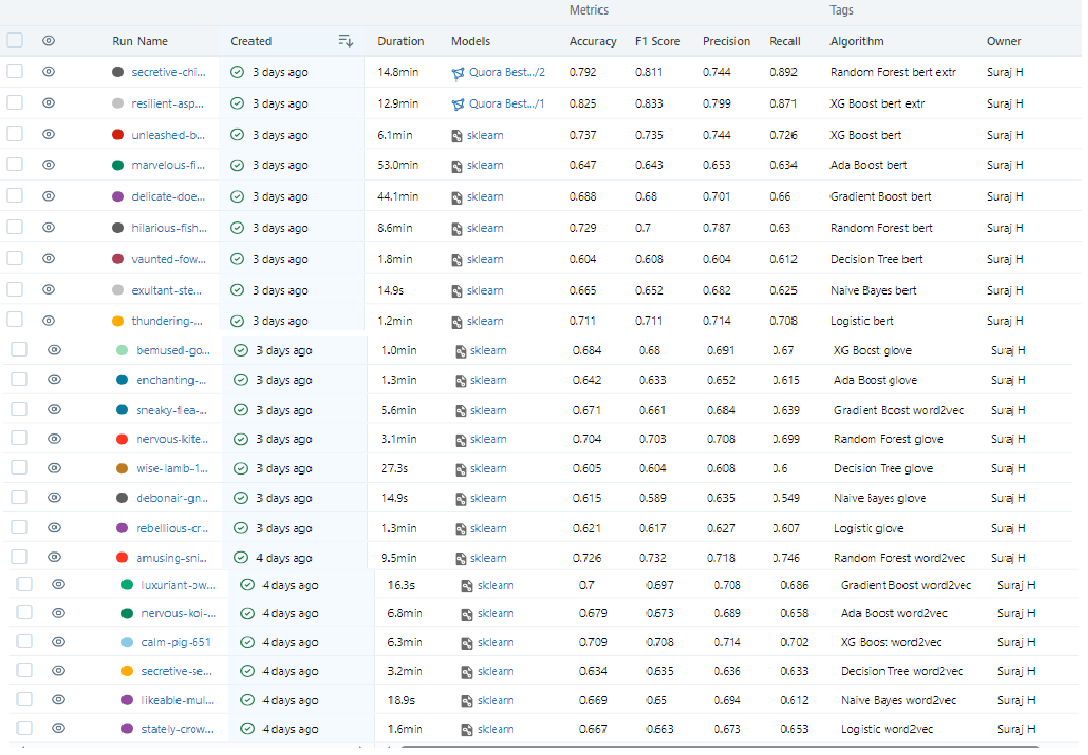 Metrics Tags
Run Name Created Duration Models Accuracy F1 Score Precision Recall Algorithm Owner
secretive-chi... 3 days ago 14.8min Quora Best.../2 0.792 0.811 0.744 0.892 Random Forest bert extr Suraj H
resilient-asp... 3 days ago 12.9min Quora Best.../1 0.825 0.833 0.799 0.871 XG Boost bert extr Suraj H
unleashed-b... 3 days ago 6.1min sklearn 0.737 0.735 0.744 0.726 XG Boost bert Suraj H
marvelous-fi... 3 days ago 53.0min sklearn 0.647 0.643 0.653 0.634 Ada Boost bert Suraj H
delicate-doe... 3 days ago 44.1min sklearn 0.688 0.68 0.701 0.66 Gradient Boost bert Suraj H
hilarious-fish... 3 days ago 8.6min sklearn 0.729 0.7 0.787 0.63 Random Forest bert Suraj H
vaunted-fow... 3 days ago 1.8min sklearn 0.604 0.608 0.604 0.612 Decision Tree bert Suraj H
exultant-ste... 3 days ago 14.9s sklearn 0.665 0.652 0.682 0.625 Naive Bayes bert Suraj H
thundering-... 3 days ago 1.2min sklearn 0.711 0.711 0.714 0.708 Logistic bert Suraj H
bemused-go... 3 days ago 1.0min sklearn 0.684 0.68 0.691 0.67 XG Boost glove Suraj H
enchanting-... 3 days ago 1.3min sklearn 0.642 0.633 0.652 0.615 Ada Boost glove Suraj H
sneaky-flea-... 3 days ago 5.6min sklearn 0.671 0.661 0.684 0.639 Gradient Boost word2vec Suraj H
nervous-kite... 3 days ago 3.1min sklearn 0.704 0.703 0.708 0.699 Random Forest glove Suraj H
wise-lamb-1... 3 days ago 27.3s sklearn 0.605 0.604 0.608 0.6 Decision Tree glove Suraj H
debonair-gn... 3 days ago 14.9s sklearn 0.615 0.589 0.635 0.549 Naive Bayes glove Suraj H
rebellious-cr... 3 days ago 1.3min sklearn 0.621 0.617 0.627 0.607 Logistic glove Suraj H
amusing-sni... 4 days ago 9.5min sklearn 0.726 0.732 0.718 0.746 Random Forest word2vec Suraj H
luxuriant-ow... 4 days ago 16.3s sklearn 0.7 0.697 0.708 0.686 Gradient Boost word2vec Suraj H
nervous-koi-... 4 days ago 6.8min sklearn 0.679 0.673 0.689 0.658 Ada Boost word2vec Suraj H
calm-pig-651 4 days ago 6.3min sklearn 0.709 0.708 0.714 0.702 XG Boost word2vec Suraj H
secretive-se... 4 days ago 3.2min sklearn 0.634 0.635 0.636 0.633 Decision Tree word2vec Suraj H
likeable-mul... 4 days ago 18.9s sklearn 0.669 0.65 0.694 0.612 Naive Bayes word2vec Suraj H
stately-crow... 4 days ago 1.6min sklearn 0.667 0.663 0.673 0.653 Logistic word2vec Suraj H